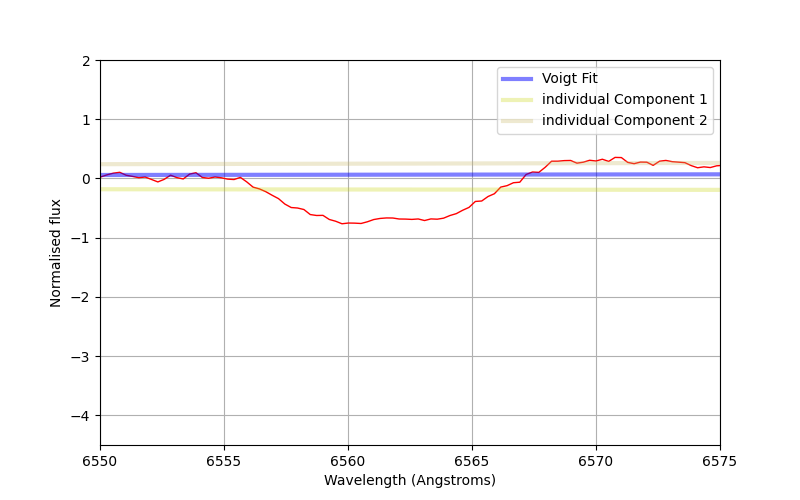 2
1
0
−1
−2
−3
−4
6550
6555
6560
6565
6570
6575
Wavelength (Angstroms)
Normalised flux
Voigt Fit
individual Component 1
individual Component 2